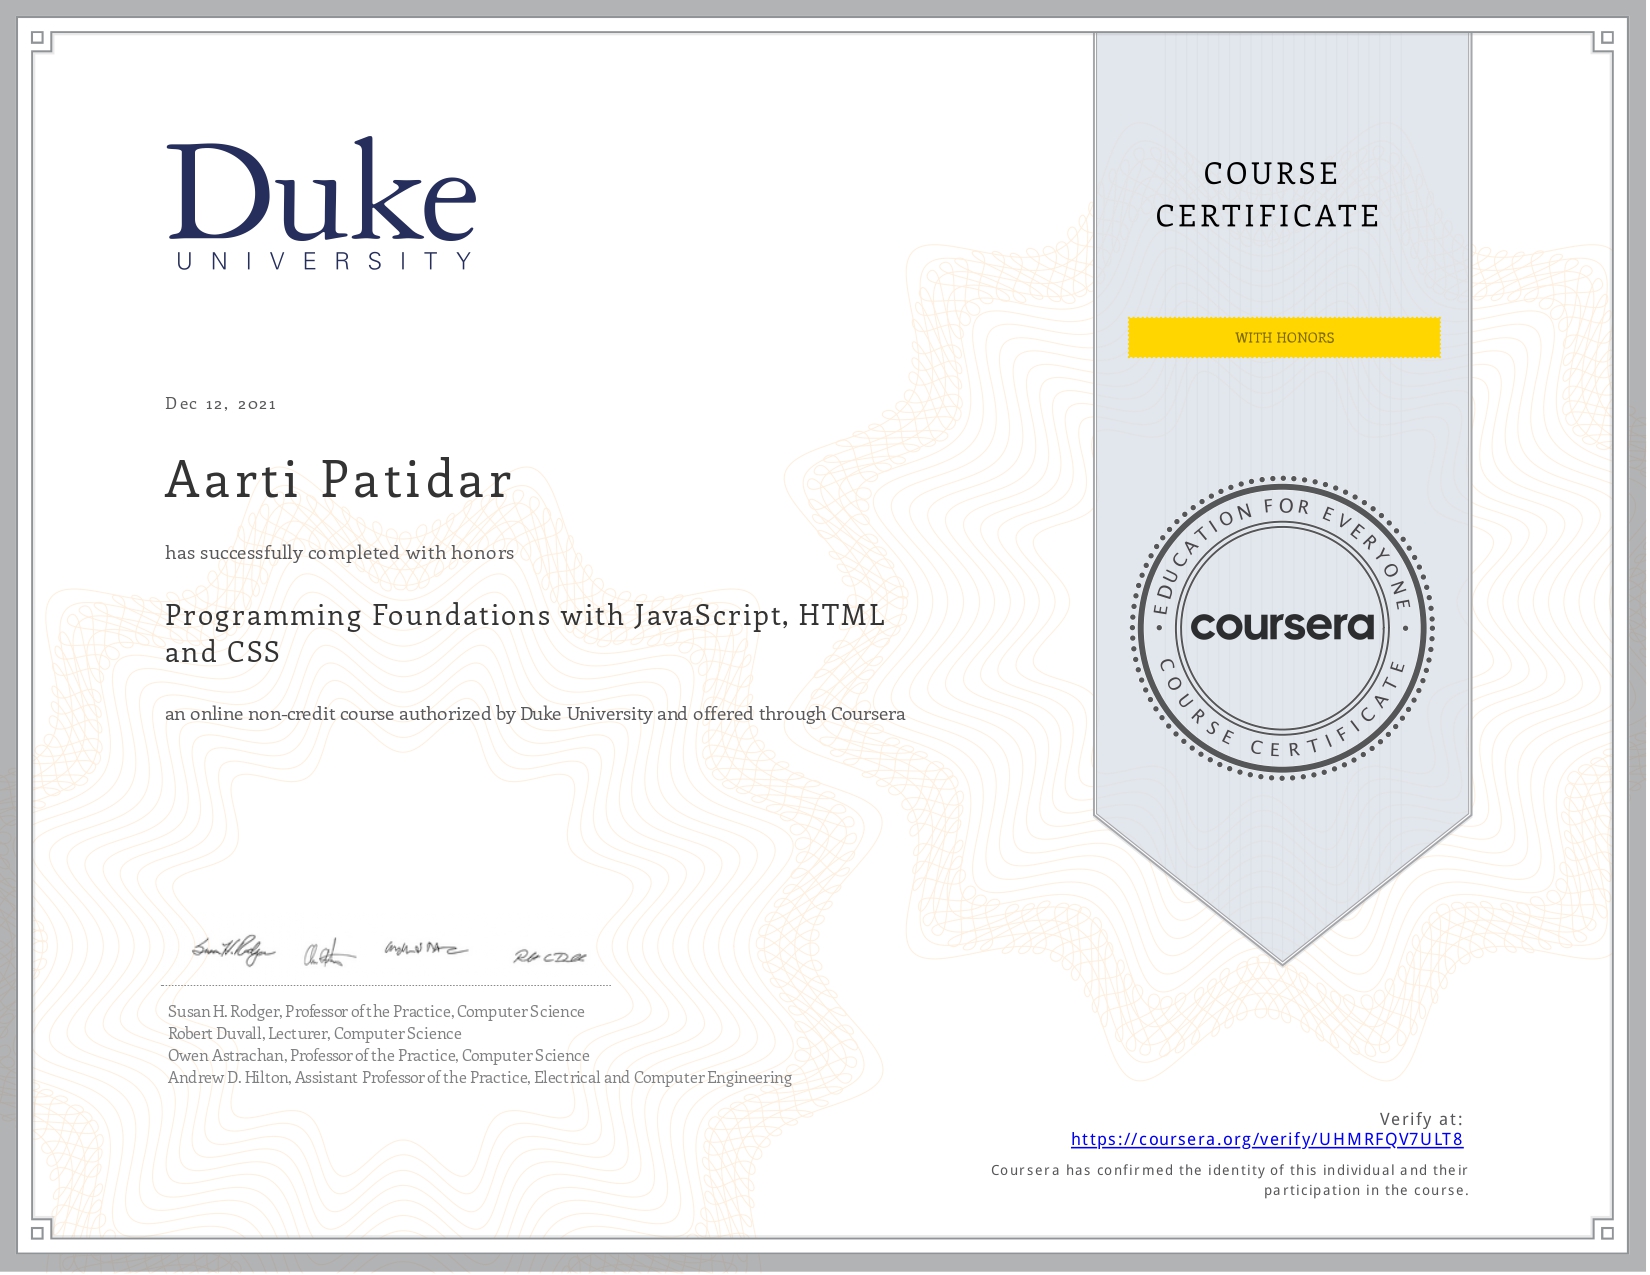 Duke
UNIVERSITY
COURSE
CERTIFICATE
WITH HONORS
Dec 12, 2021
Aarti Patidar
has successfully completed with honors
Programming Foundations with JavaScript, HTML
and CSS
an online non-credit course authorized by Duke University and offered through Coursera
EDUCATION FOR EVERYONE
coursera
COURSE CERTIFICATE
Susan H. Rodger, Professor of the Practice, Computer Science
Robert Duvall, Lecturer, Computer Science
Owen Astrachan, Professor of the Practice, Computer Science
Andrew D. Hilton, Assistant Professor of the Practice, Electrical and Computer Engineering
Verify at:
https://coursera.org/verify/UHMRFQV7ULT8
Coursera has confirmed the identity of this individual and their
participation in the course.